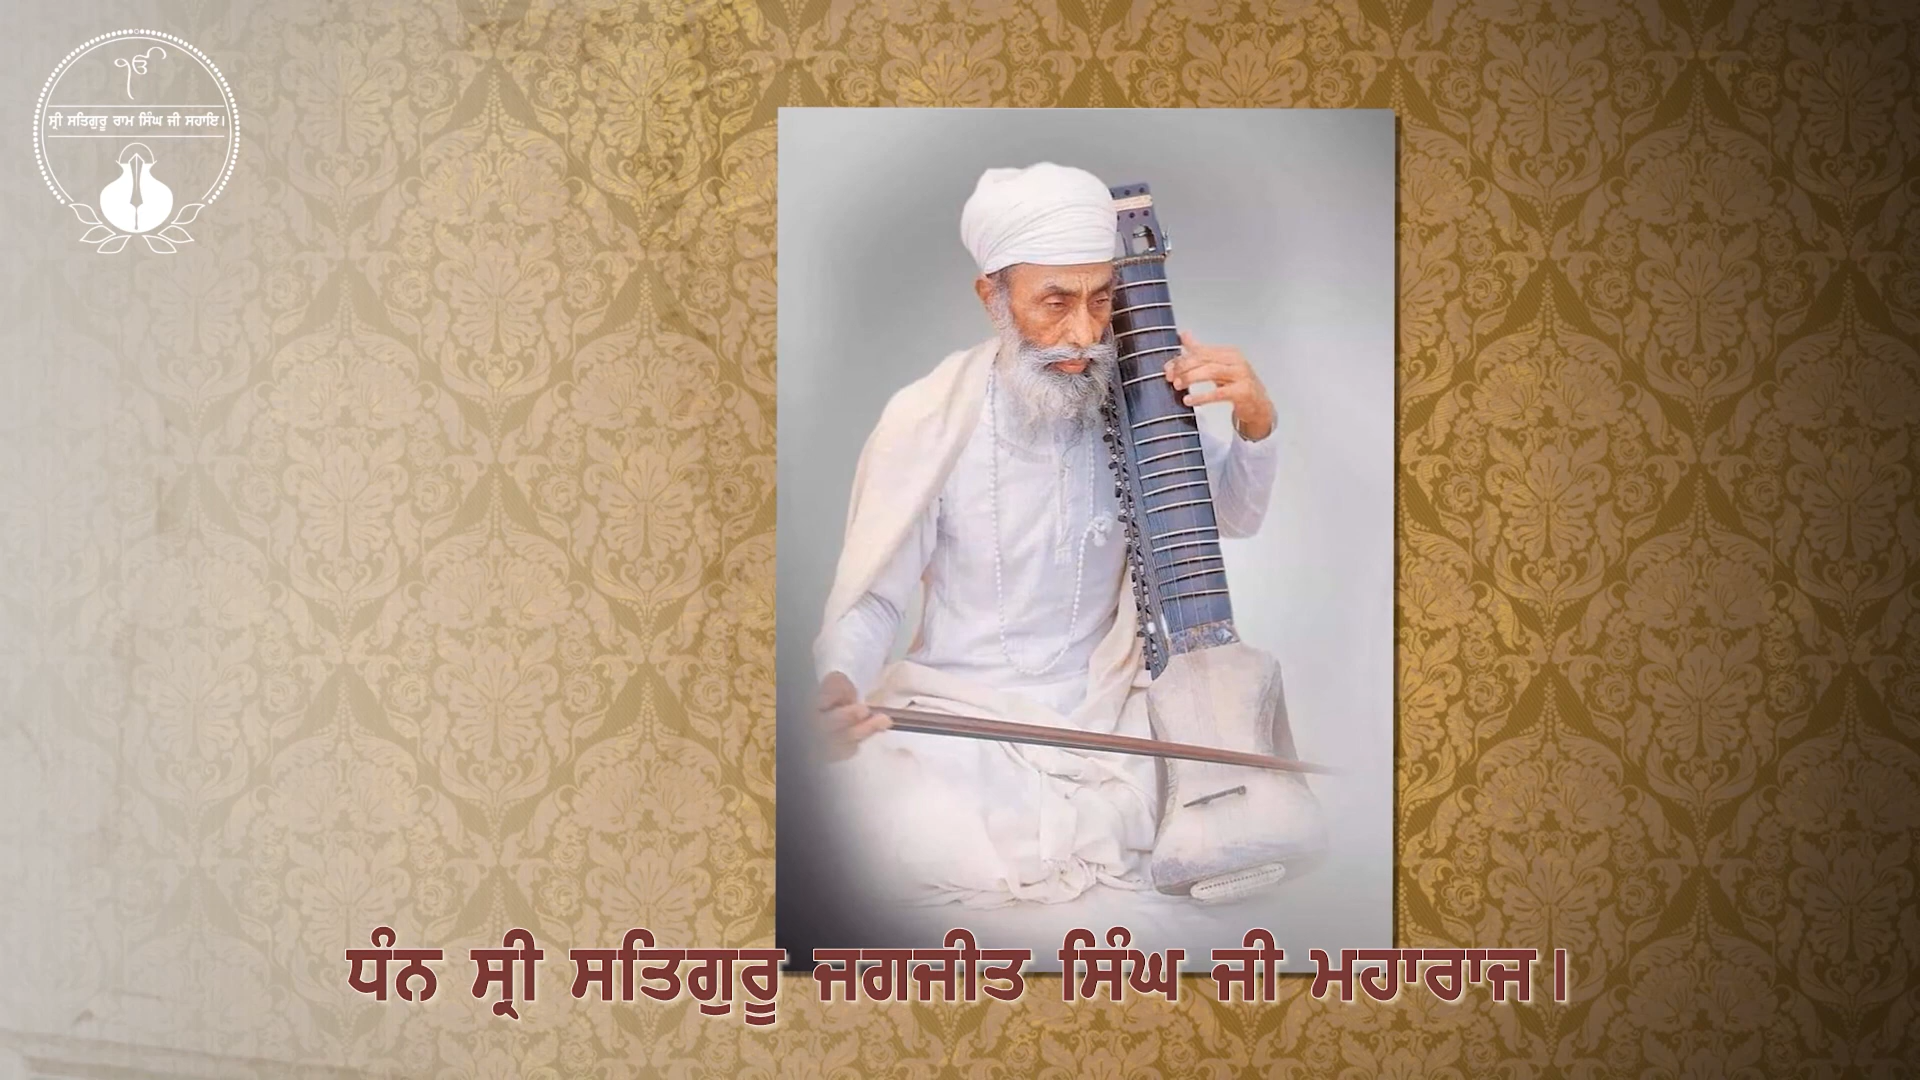 ੴ
ਸ੍ਰੀ ਸਤਿਗੁਰੂ ਰਾਮ ਸਿੰਘ ਜੀ ਸਹਾਇ।
ਧੰਨ ਸ੍ਰੀ ਸਤਿਗੁਰੂ ਜਗਜੀਤ ਸਿੰਘ ਜੀ ਮਹਾਰਾਜ।